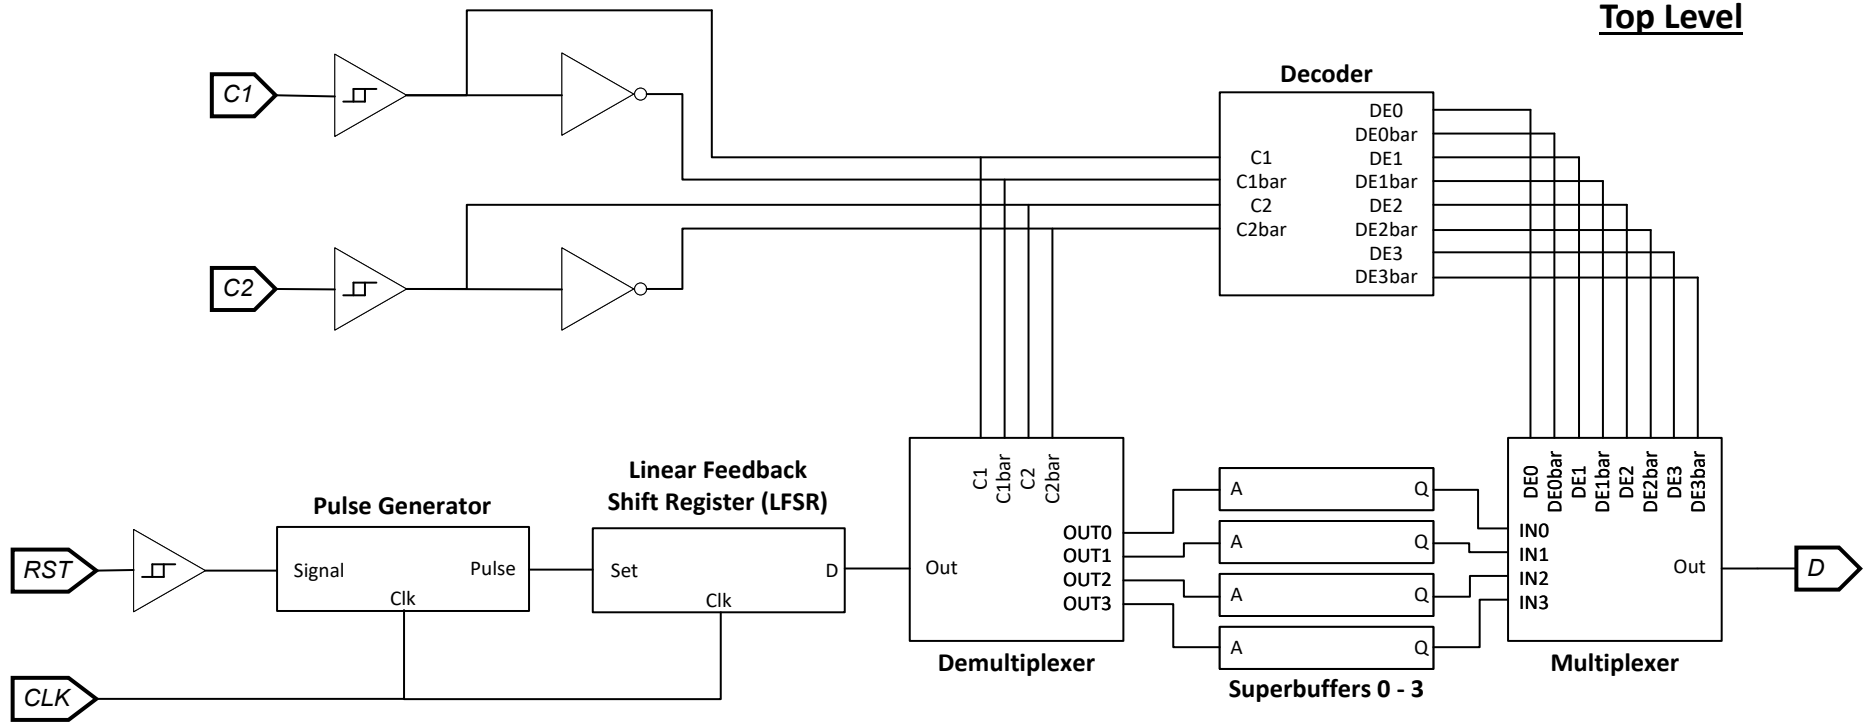 Top Level
C1
Decoder
DE0
DE0bar
C1
DE1
C1bar
DE1bar
C2
DE2
C2bar
DE2bar
DE3
DE3bar
C2
C1
C1bar
C2
C2bar
DE0
DE0bar
DE1
DE1bar
DE2
DE2bar
DE3
DE3bar
Linear Feedback
Shift Register (LFSR)
Pulse Generator
RST
Signal
Pulse
Clk
Set
D
Clk
Out
OUT0
OUT1
OUT2
OUT3
A Q
A Q
A Q
A Q
IN0
IN1
IN2
IN3
Out
D
Demultiplexer
Multiplexer
Superbuffers 0 - 3
CLK